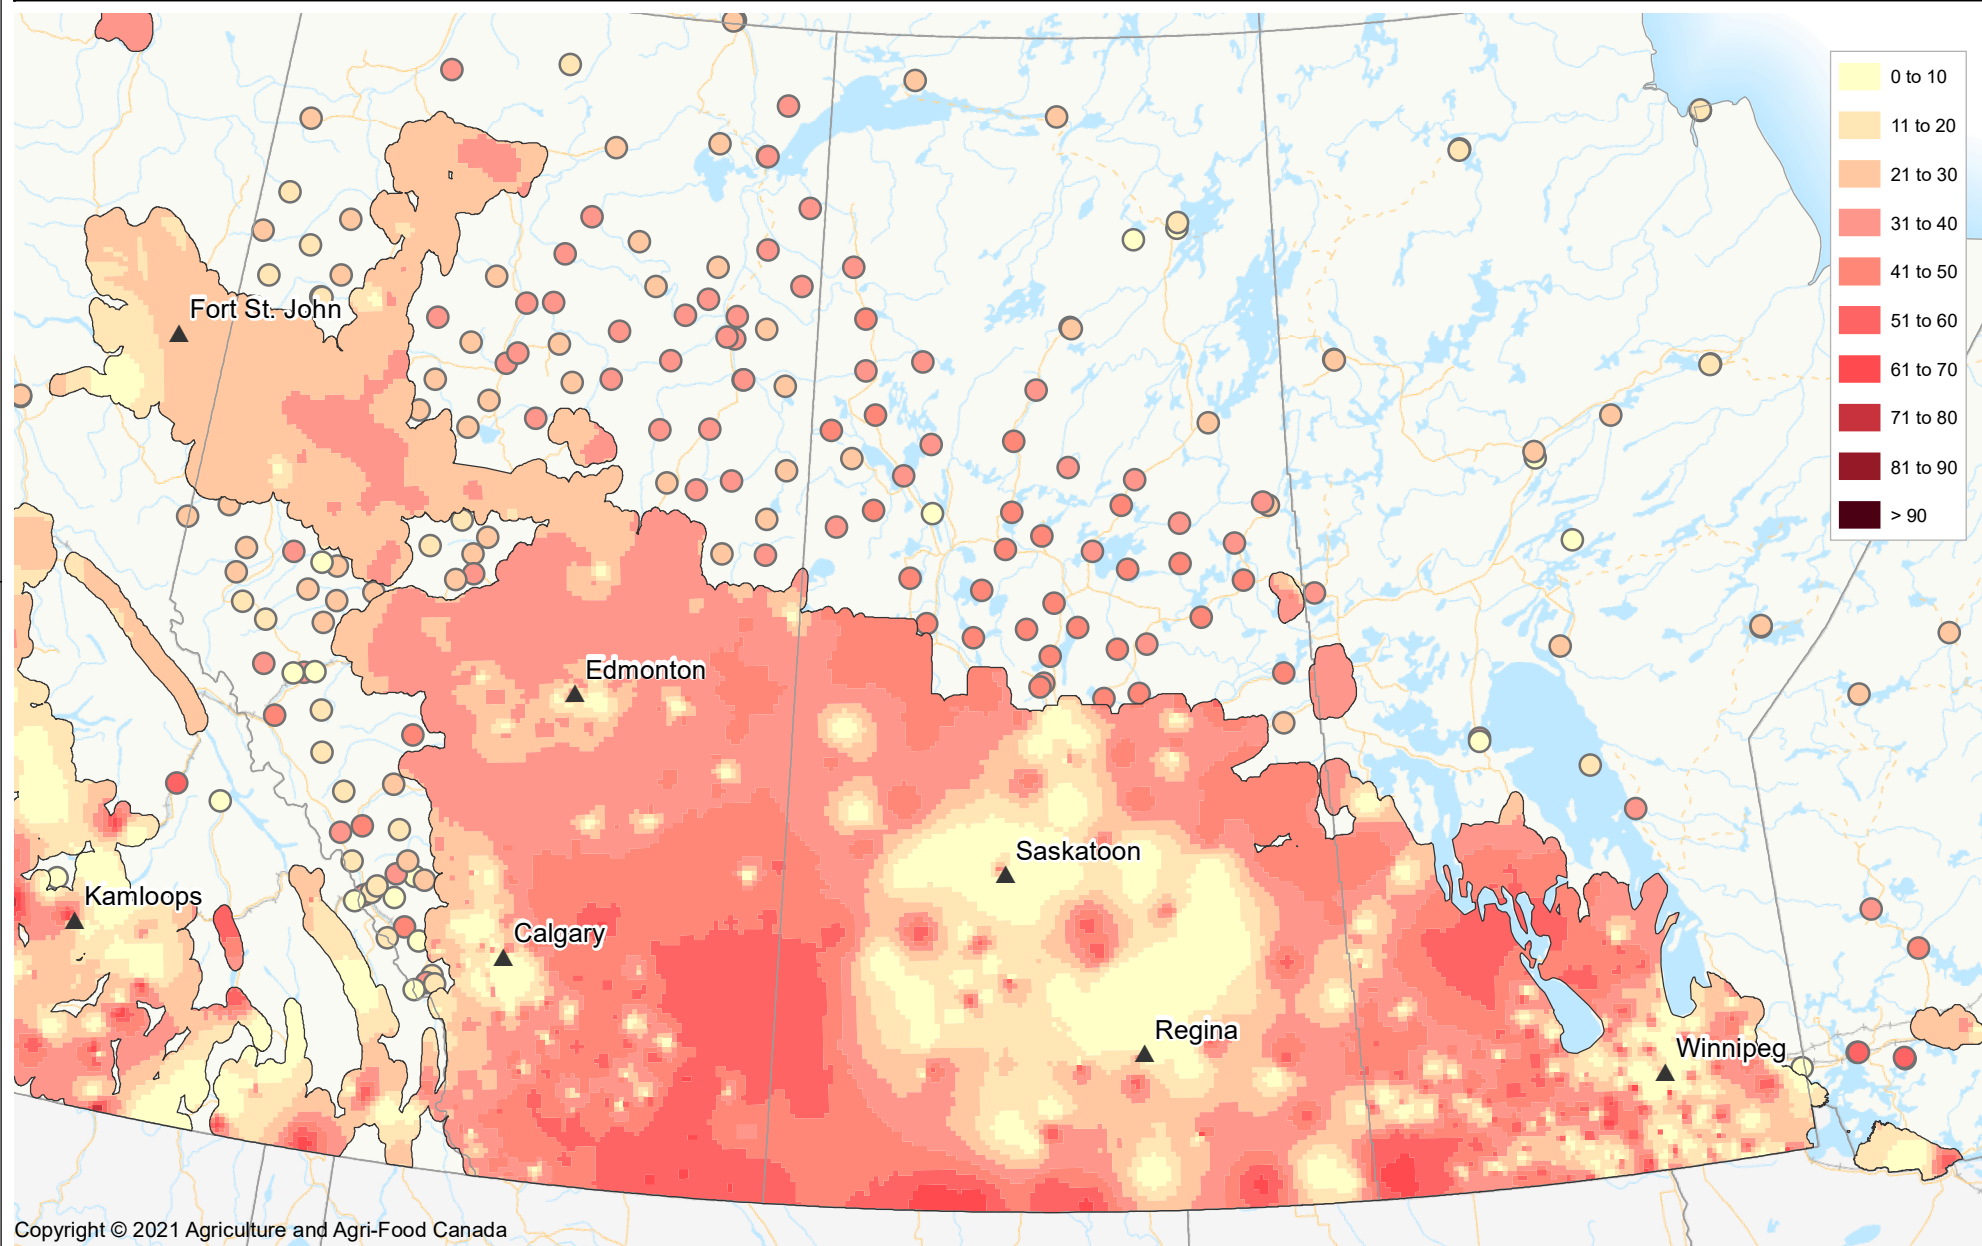 0 to 10
11 to 20
21 to 30
31 to 40
41 to 50
51 to 60
61 to 70
71 to 80
81 to 90
> 90
Fort St. John
Edmonton
Saskatoon
Kamloops
Calgary
Regina
Winnipeg
Copyright © 2021 Agriculture and Agri-Food Canada